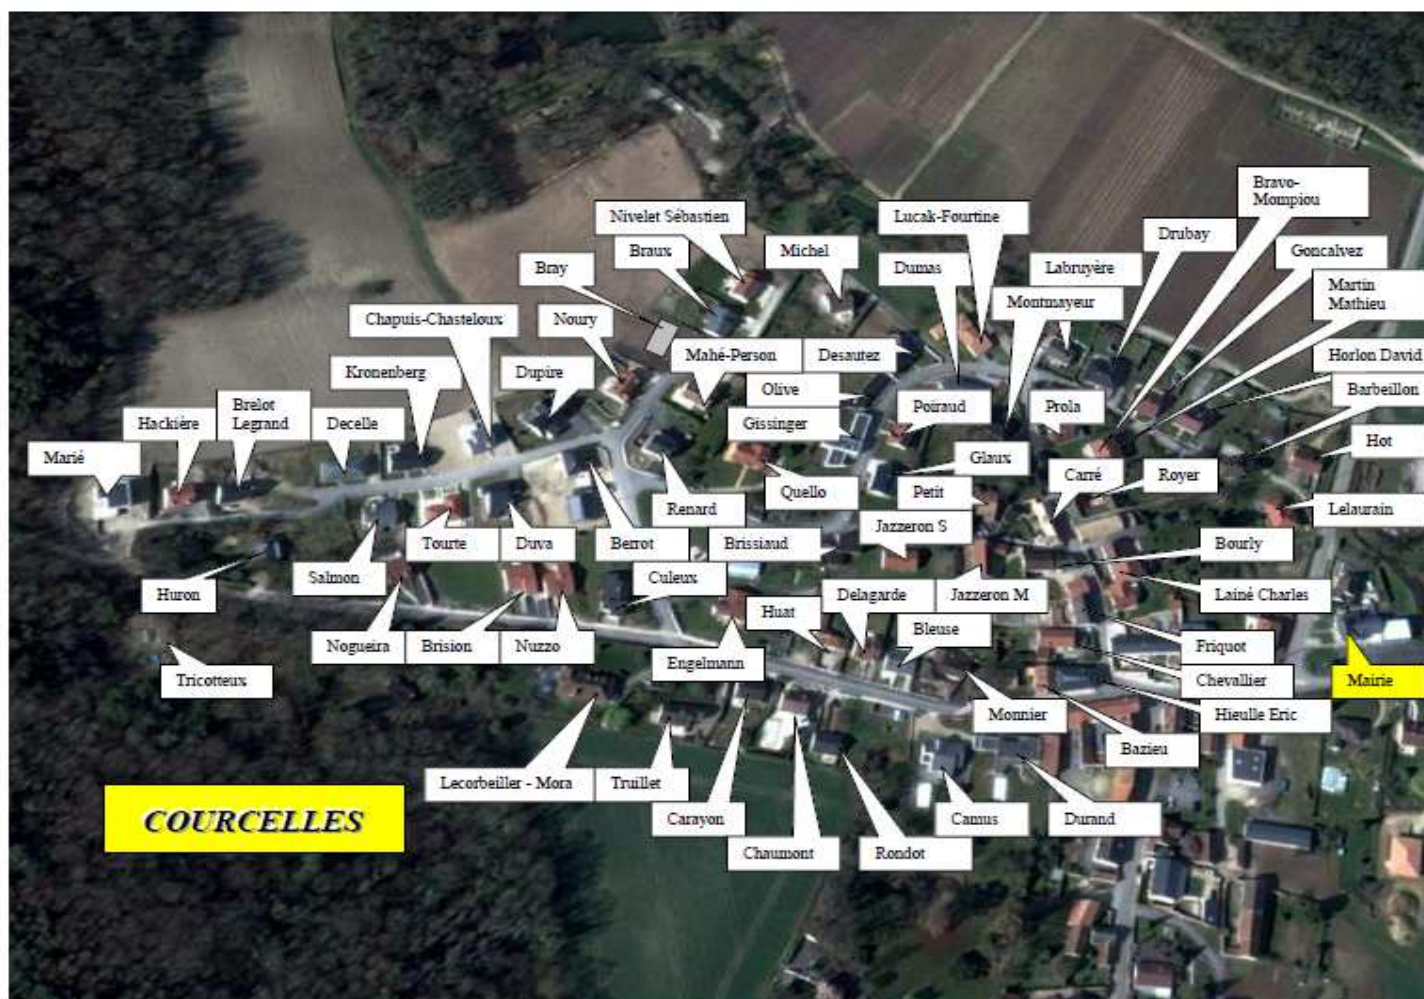 Bravo-
Mompiou
Nivelet Sébastien
Lucak-Fourtine
Drubay
Goncalvez
Braux
Michel
Bray
Dumas
Labruyère
Martin
Mathieu
Montmayeur
Chapuis-Chasteloux
Noury
Mahé-Person
Desautez
Horlon David
Kronenberg
Dupire
Olive
Barbeillon
Brelot
Legrand
Hackière
Decelle
Gissinger
Poiraud
Prola
Hot
Marié
Glaux
Carré
Royer
Quello
Petit
Renard
Lelaurain
Jazzeron S
Tourte
Duva
Berrot
Brissiaud
Bourly
Salmon
Culeux
Huron
Delagarde
Jazzeron M
Lainé Charles
Huat
Bleuse
Nogueira
Brision
Nuzzo
Friquot
Engelmann
Tricotteux
Chevallier
Mairie
Monnier
Hieulle Eric
Bazieu
Lecorbeiller - Mora
Truillet
Carayon
Camus
Durand
COURCELLES
Chaumont
Rondot